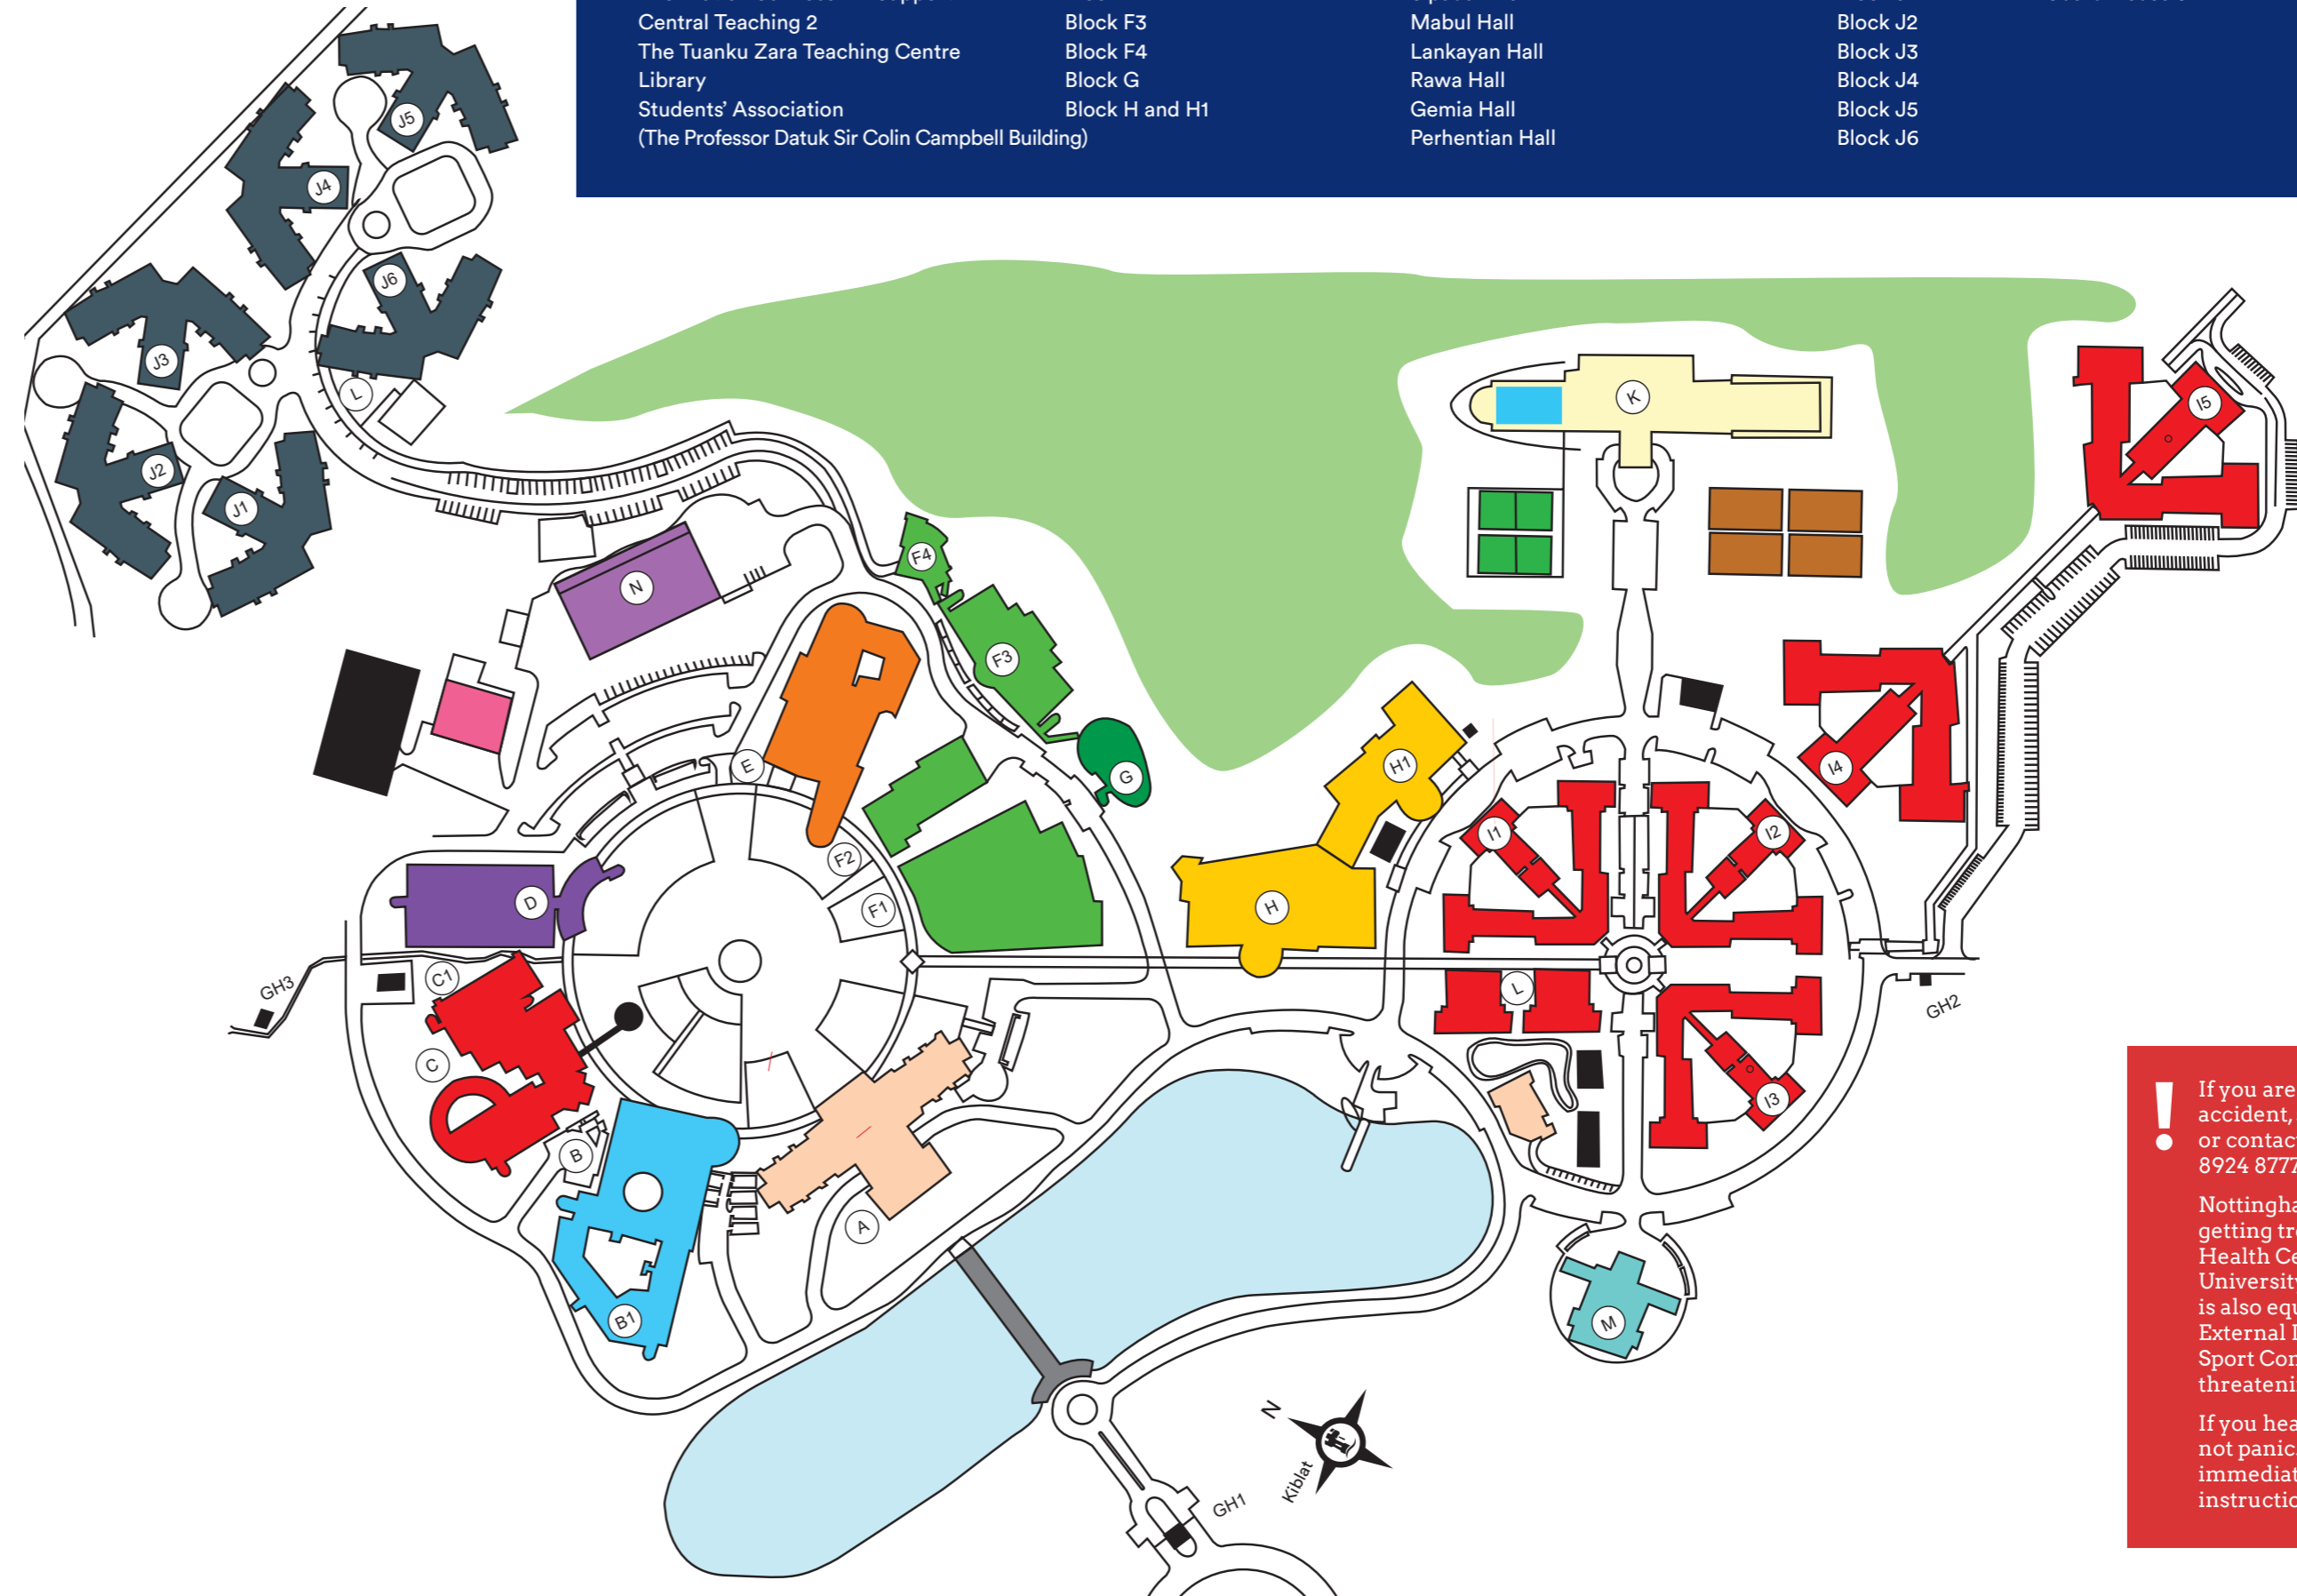 Central Teaching 2 Block F3 Mabul Hall Block J2
The Tuanku Zara Teaching Centre Block F4 Lankayan Hall Block J3
Library Block G Rawa Hall Block J4
Students' Association Block H and H1 Gemia Hall Block J5
(The Professor Datuk Sir Colin Campbell Building) Perhentian Hall Block J6
J5
J4
J6
J3
L
J2
J1
K
I5
F4
N
F3
E
G
H1
I4
I1
I2
F2
F1
D
H
C1
GH3
L
GH2
C
I3
B
A
B1
M
N
Kiblat
GH1
!
If you are
accident,
or contac
8924 8777
Nottingha
getting tre
Health Ce
University
is also equ
External D
Sport Com
threateni
If you hea
not panic
immediat
instructio